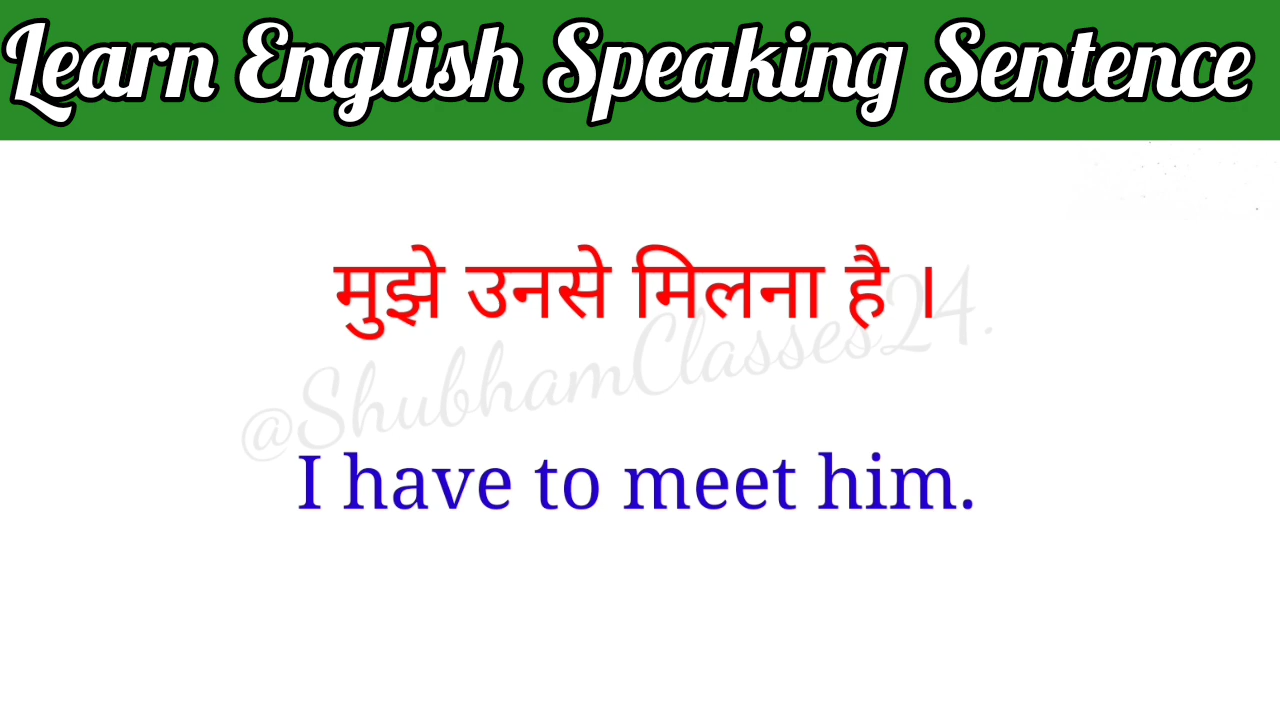 Learn English Speaking Sentence
मुझे उनसे मिलना है ।
@ShubhamClasses24.
I have to meet him.